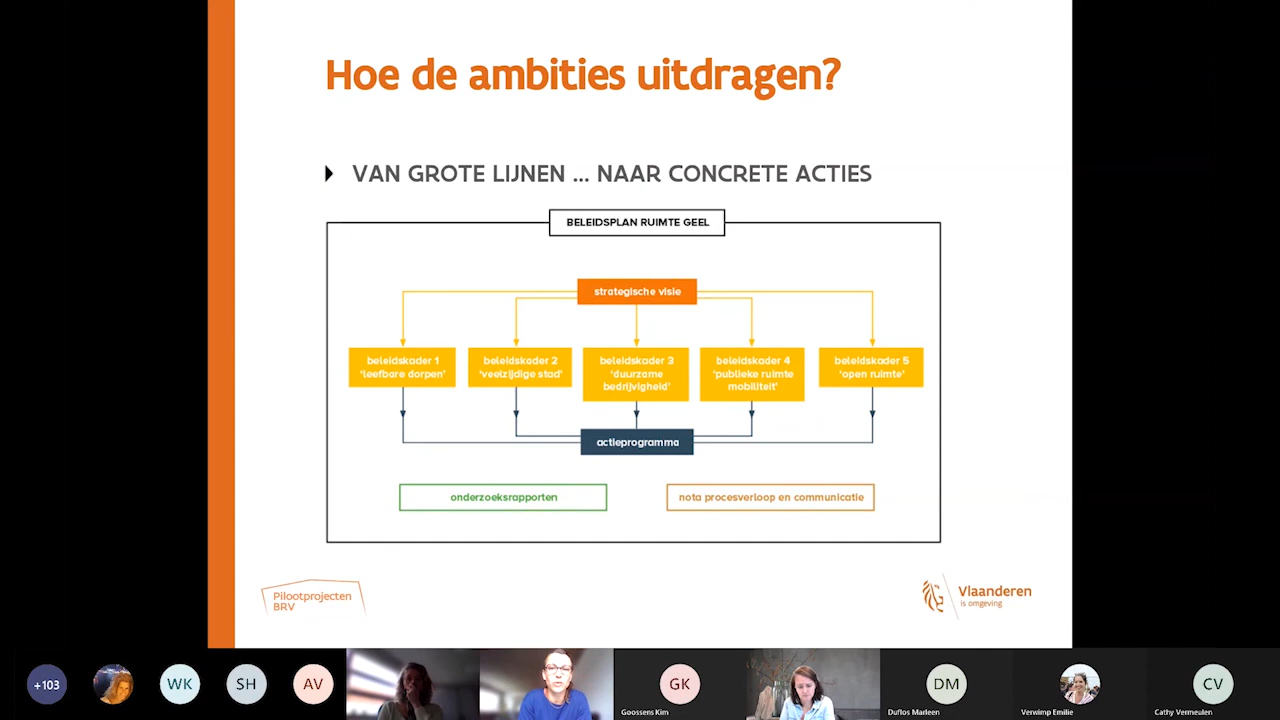 Hoe de ambities uitdragen?
VAN GROTE LIJNEN ... NAAR CONCRETE ACTIES
BELEIDSPLAN RUIMTE GEEL
strategische visie
beleidskader 1
'leefbare dorpen'
beleidskader 2
'veelzijdige stad'
beleidskader 3
'duurzame
bedrijvigheid'
beleidskader 4
'publieke ruimte
mobiliteit'
beleidskader 5
'open ruimte'
actieprogramma
onderzoeksrapporten
nota procesverloop en communicatie
Pilootprojecten
BRV
Vlaanderen
is omgeving
+103
WK
SH
AV
GK
Goossens Kim
DM
Duflos Marleen
Verwimp Emilie
CV
Cathy Vermeulen